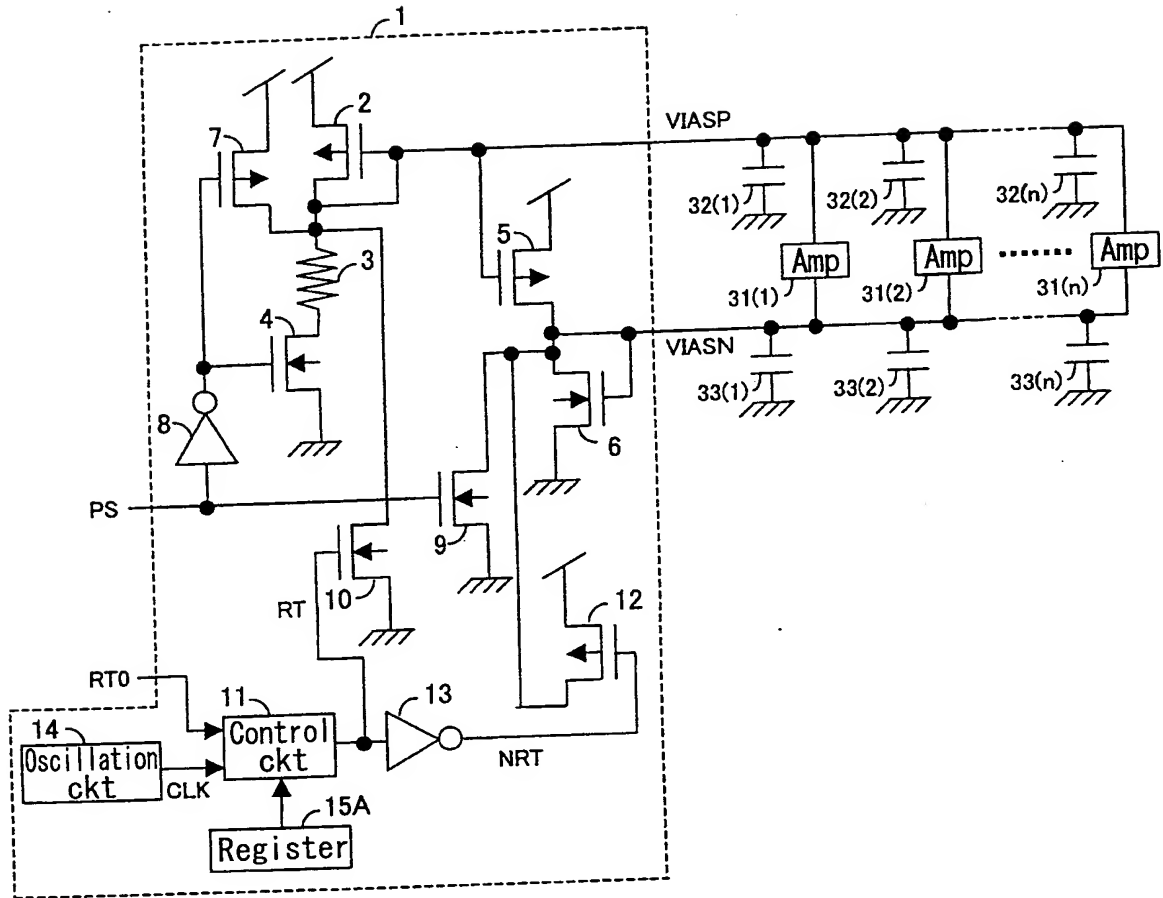 1
2
7
VIASP
32(1)
32(2)
32(n)
5
3
Amp
Amp
Amp
31(1)
31(2)
31(n)
4
VIASN
33(1)
33(2)
33(n)
8
6
PS
9
10
RT
12
RT0
11
13
14
Control
ckt
Oscillation
ckt
CLK
NRT
15A
Register